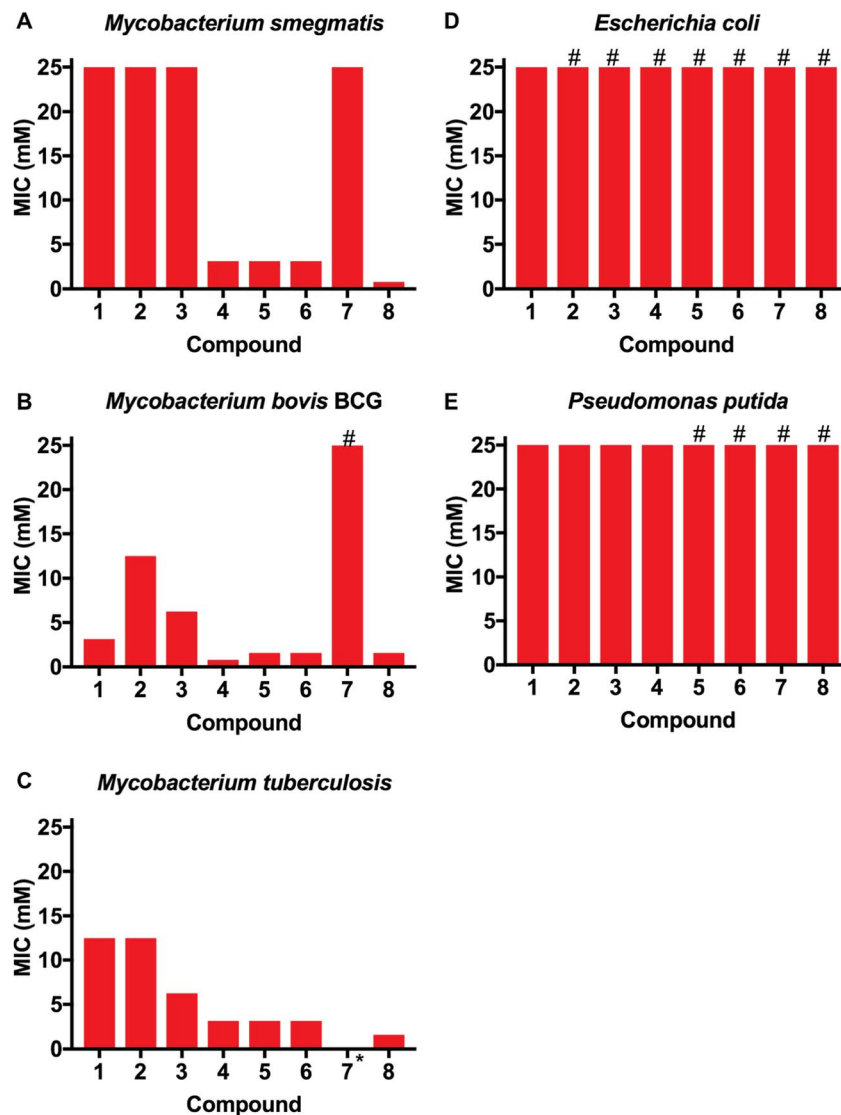 A Mycobacterium smegmatis
MIC (mM)
25
20
15
10
5
0
1 2 3 4 5 6 7 8
Compound
B Mycobacterium bovis BCG
MIC (mM)
25
20
15
10
5
0
#
1 2 3 4 5 6 7 8
Compound
C Mycobacterium tuberculosis
MIC (mM)
25
20
15
10
5
0
1 2 3 4 5 6 7* 8
Compound
D Escherichia coli
MIC (mM)
25
20
15
10
5
0
# # # # # # #
1 2 3 4 5 6 7 8
Compound
E Pseudomonas putida
MIC (mM)
25
20
15
10
5
0
# # # #
1 2 3 4 5 6 7 8
Compound